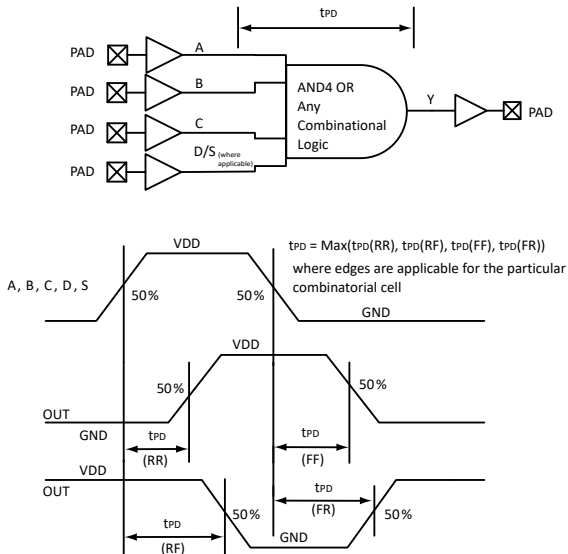 tPD
PAD
A
PAD
B
PAD
C
PAD
D/S (where
applicable)
AND4 OR
Any
Combinational
Logic
Y
PAD
VDD
tPD = Max(tPD(RR), tPD(RF), tPD(FF), tPD(FR))
where edges are applicable for the particular
combinatorial cell
A, B, C, D, S
50%
50%
GND
VDD
50%
50%
OUT
GND
tPD
(RR)
tPD
(FF)
VDD
OUT
tPD
(FR)
50%
50%
tPD
(RF)
GND